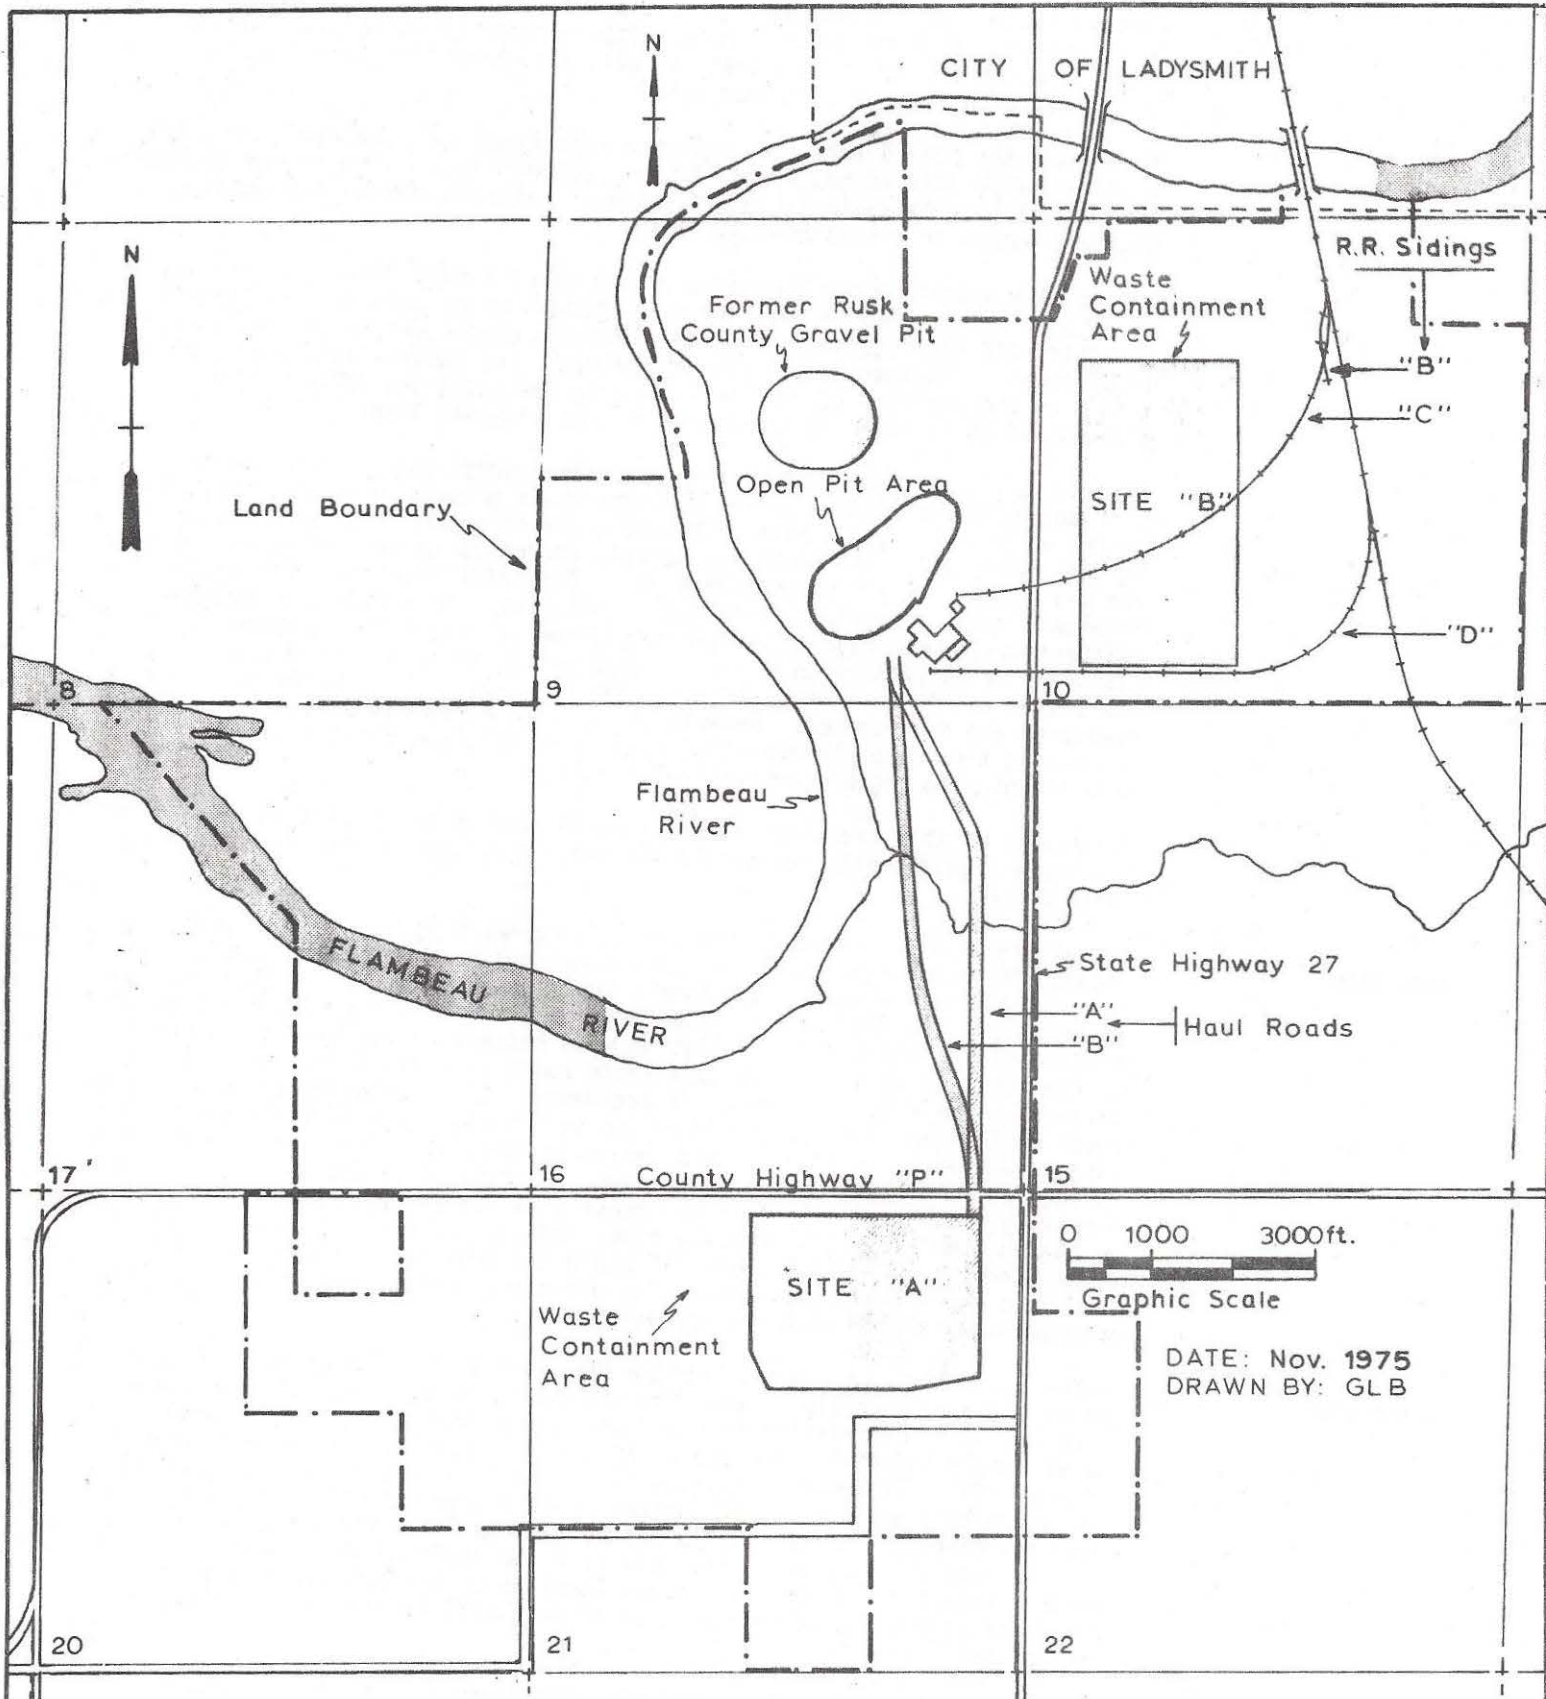 N
CITY OF LADYSMITH
N
R.R. Sidings
Waste
Containment
Area
Former Rusk
County Gravel Pit
"B"
"C"
Open Pit Area
SITE "B"
Land Boundary
"D"
8
9
10
Flambeau
River
FLAMBEAU
RIVER
State Highway 27
"A"
"B"
Haul Roads
17
16
County Highway "P"
15
0 1000 3000ft.
Graphic Scale
SITE "A"
Waste
Containment
Area
DATE: Nov. 1975
DRAWN BY: GLB
20
21
22